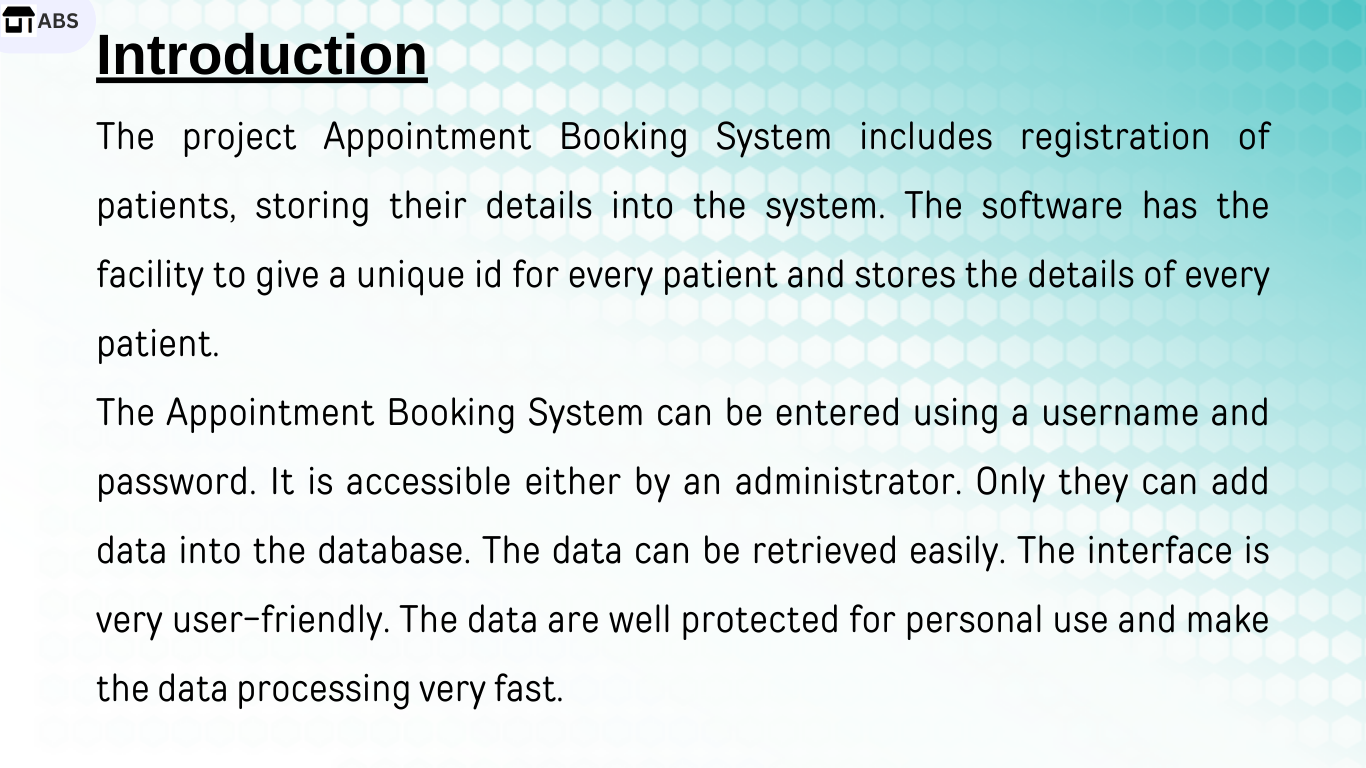 ABS
Introduction
The project Appointment Booking System includes registration of
patients, storing their details into the system. The software has the
facility to give a unique id for every patient and stores the details of every
patient.
The Appointment Booking System can be entered using a username and
password. It is accessible either by an administrator. Only they can add
data into the database. The data can be retrieved easily. The interface is
very user-friendly. The data are well protected for personal use and make
the data processing very fast.